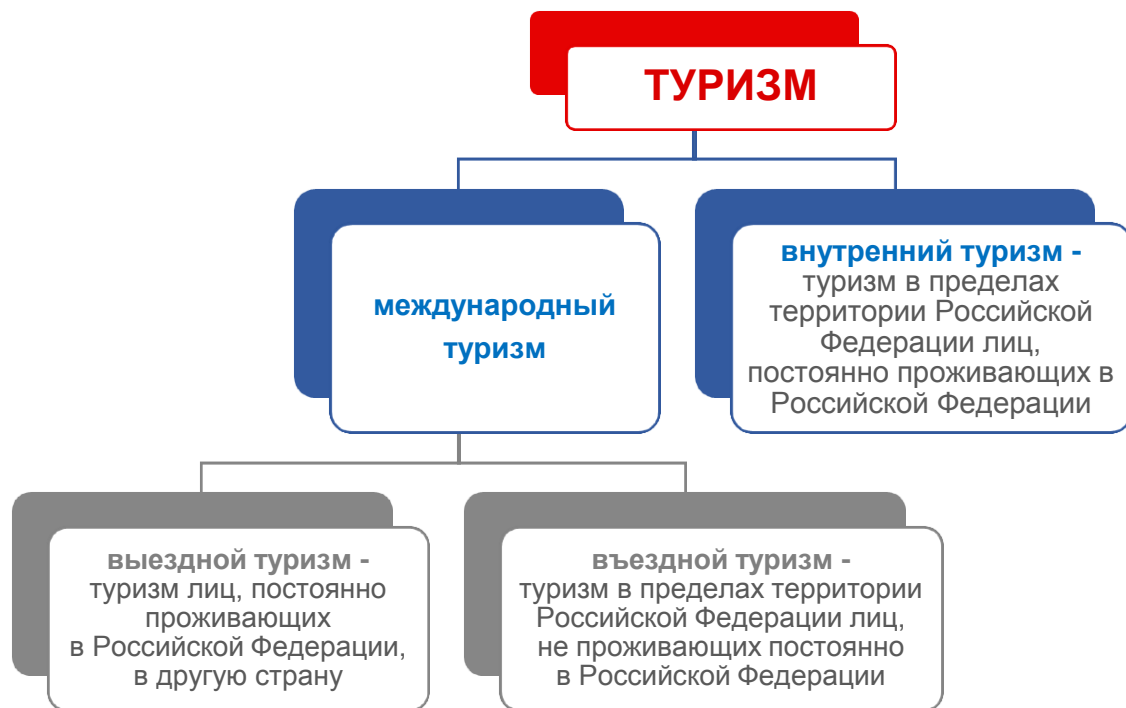 ТУРИЗМ
международный
туризм
внутренний туризм -
туризм в пределах
территории Российской
Федерации лиц,
постоянно проживающих в
Российской Федерации
выездной туризм -
туризм лиц, постоянно
проживающих
в Российской Федерации,
в другую страну
въездной туризм -
туризм в пределах территории
Российской Федерации лиц,
не проживающих постоянно
в Российской Федерации